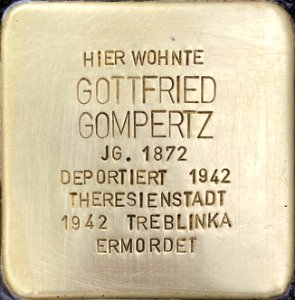 HIER WOHNTE
GOTTFRIED
GOMPERTZ
JG. 1872
DEPORTIERT 1942
THERESIENSTADT
1942 TREBLINKA
ERMORDET